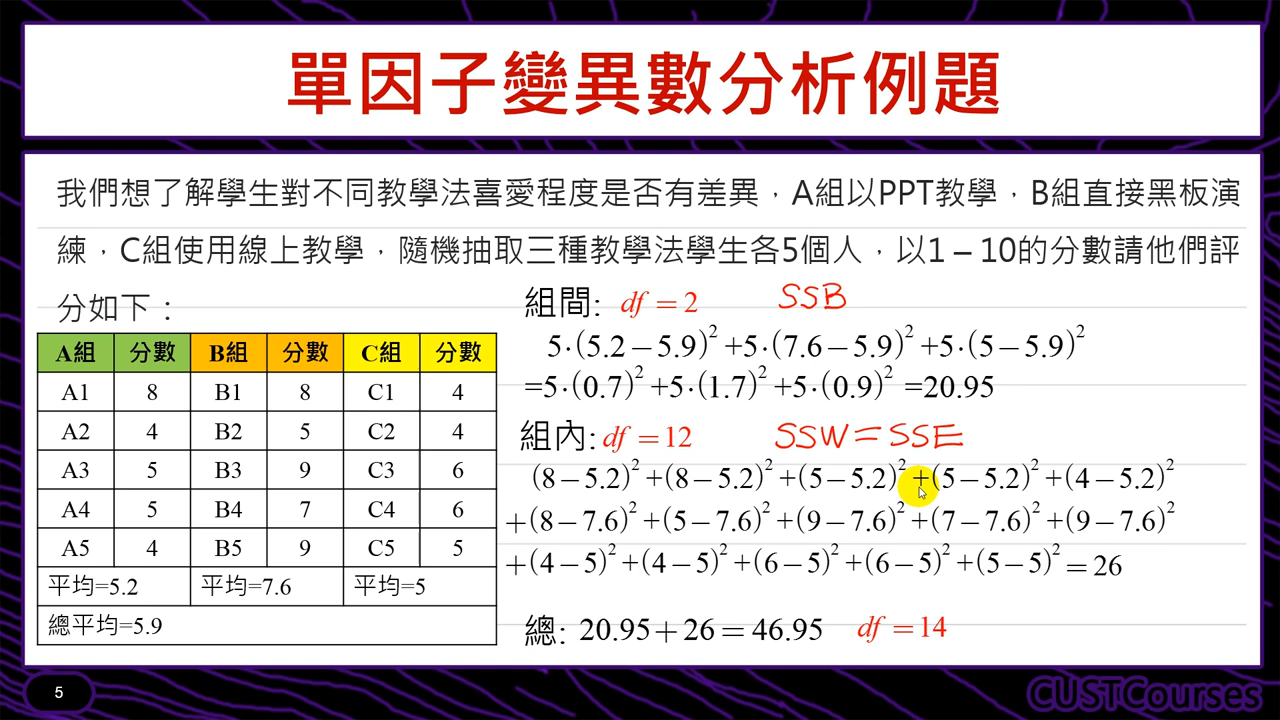 單因子變異數分析例題
我們想了解學生對不同教學法喜愛程度是否有差異，A組以PPT教學，B組直接黑板演
練，C組使用線上教學，隨機抽取三種教學法學生各5個人，以1－10的分數請他們評
分如下：
A組 分數 B組 分數 C組 分數
A1 8 B1 8 C1 4
A2 4 B2 5 C2 4
A3 5 B3 9 C3 6
A4 5 B4 7 C4 6
A5 4 B5 9 C5 5
平均=5.2 平均=7.6 平均=5
總平均=5.9
組間: df = 2 SSB
5·(5.2−5.9)² +5·(7.6−5.9)² +5·(5−5.9)²
=5·(0.7)² +5·(1.7)² +5·(0.9)² =20.95
組內: df = 12 SSW = SSE
(8−5.2)² +(8−5.2)² +(5−5.2)² +(5−5.2)² +(4−5.2)²
+(8−7.6)² +(5−7.6)² +(9−7.6)² +(7−7.6)² +(9−7.6)²
+(4−5)² +(4−5)² +(6−5)² +(6−5)² +(5−5)² = 26
總: 20.95+26 = 46.95 df = 14
5
CUSTCourses